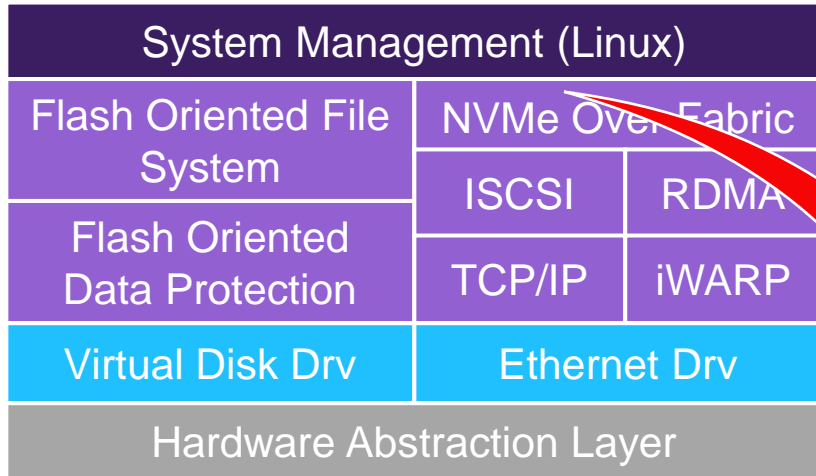 System Management (Linux)
Flash Oriented File
System
NVMe Over Fabric
ISCSI
RDMA
Flash Oriented
Data Protection
TCP/IP
iWARP
Virtual Disk Drv
Ethernet Drv
Hardware Abstraction Layer